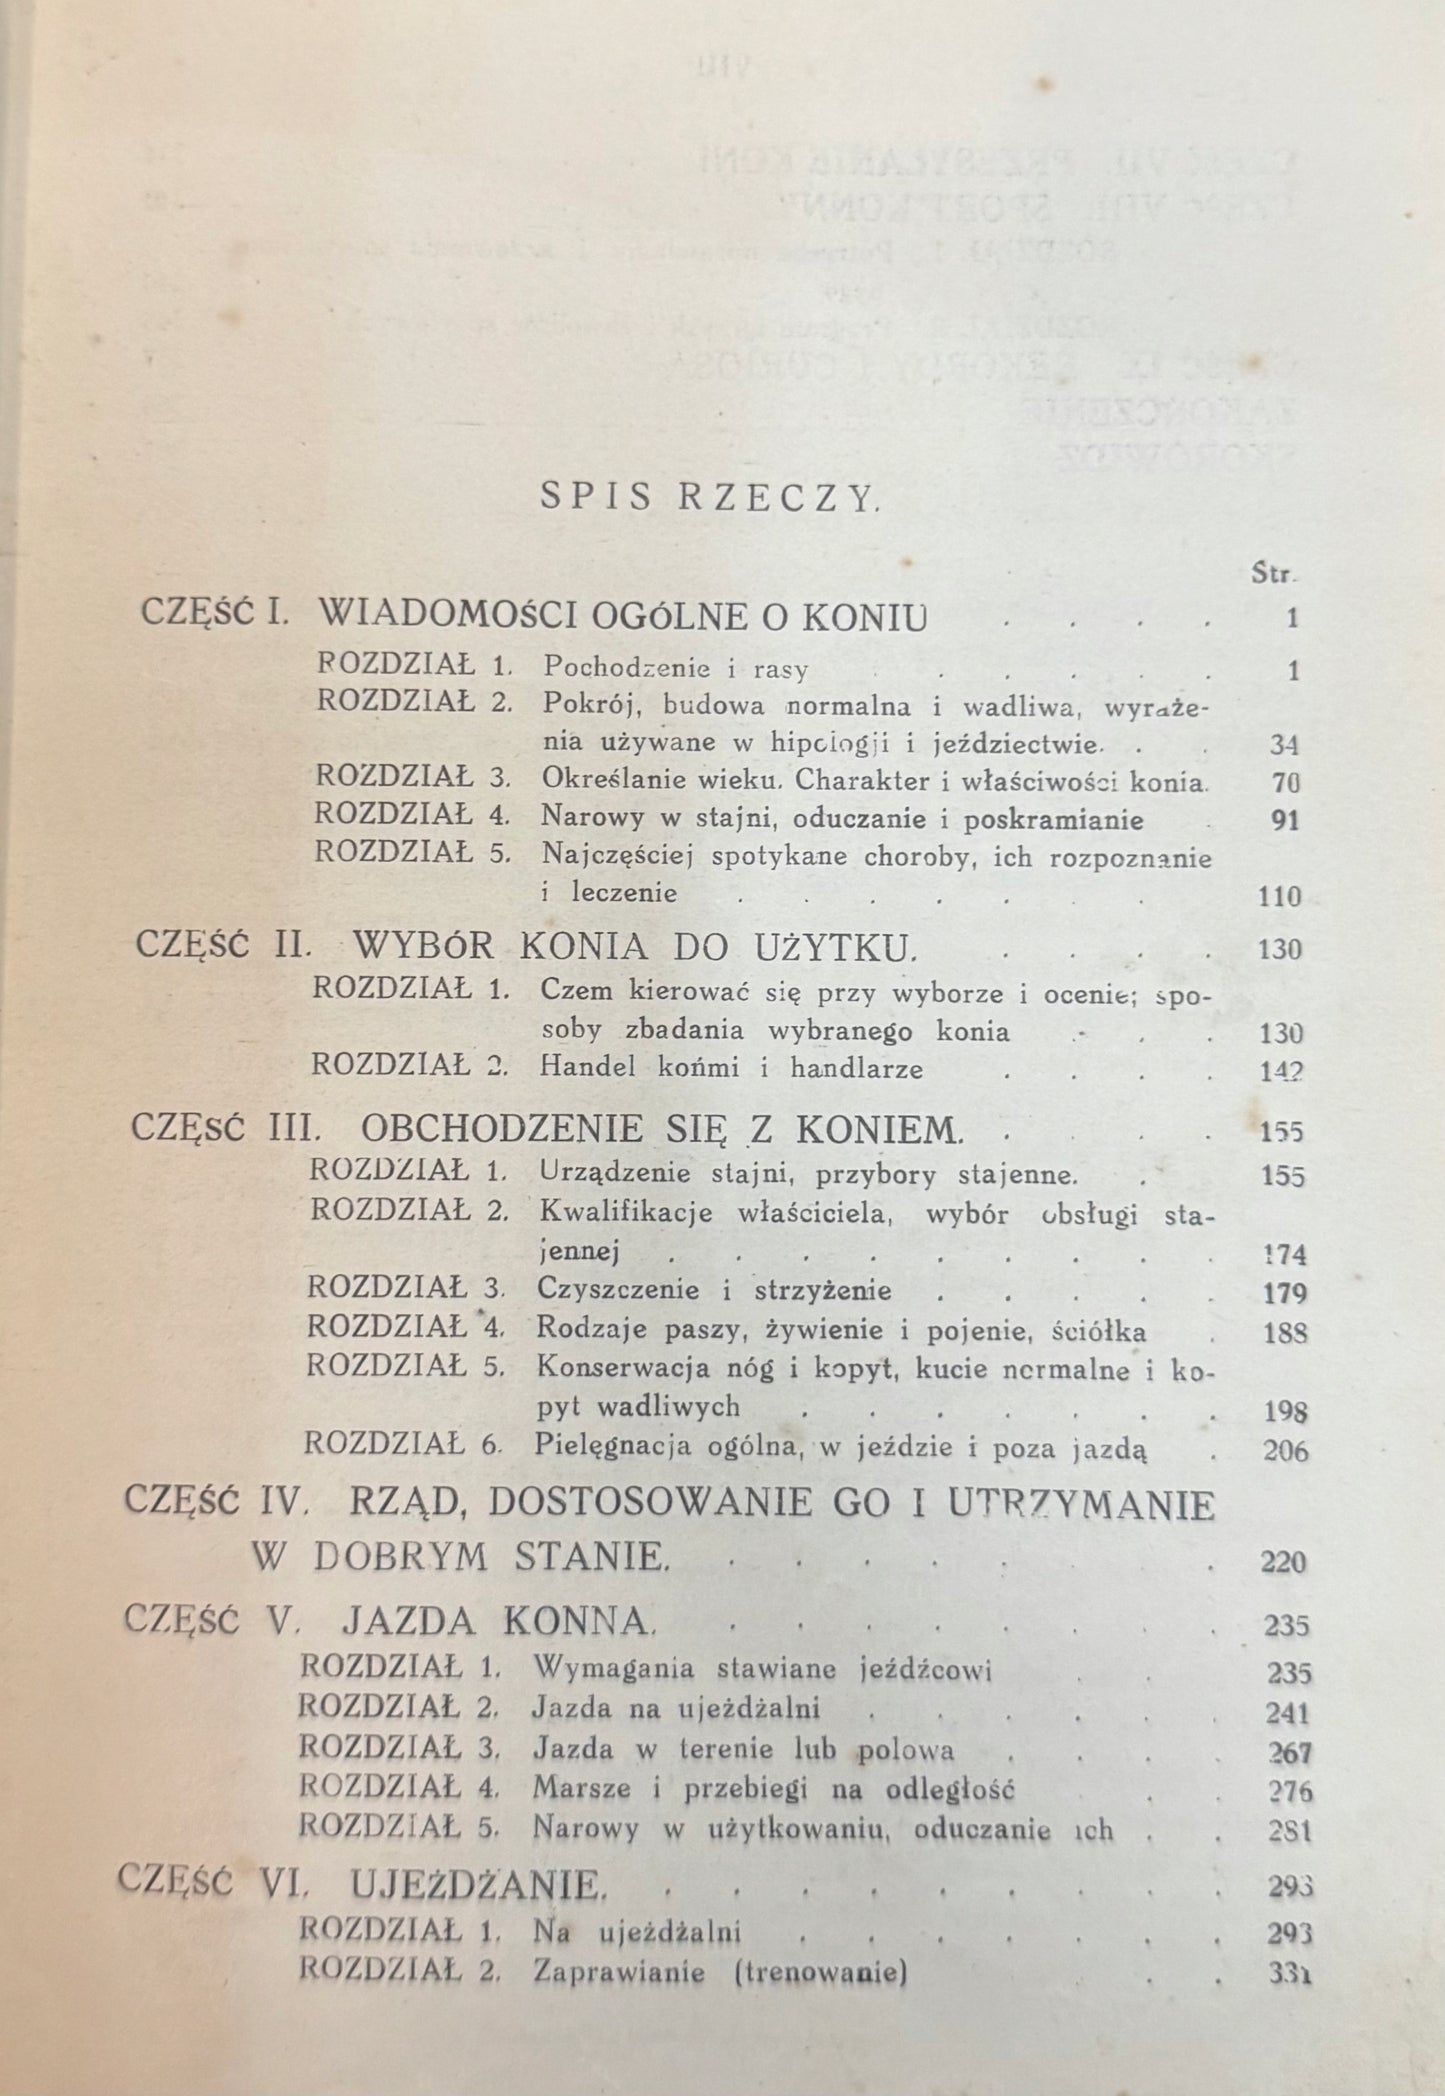 SPIS RZECZY.
Str.
CZĘŚĆ I. WIADOMOŚCI OGÓLNE O KONIU . . . . 1
ROZDZIAŁ 1. Pochodzenie i rasy . . . . . 1
ROZDZIAŁ 2. Pokrój, budowa normalna i wadliwa, wyraże-
nia używane w hipologji i jeździectwie. . . 34
ROZDZIAŁ 3. Określanie wieku. Charakter i właściwości konia. 70
ROZDZIAŁ 4. Narowy w stajni, oduczanie i poskramianie . 91
ROZDZIAŁ 5. Najczęściej spotykane choroby, ich rozpoznanie
i leczenie . . . . . . . 110
CZĘŚĆ II. WYBÓR KONIA DO UŻYTKU. . . . . 130
ROZDZIAŁ 1. Czem kierować się przy wyborze i ocenie; spo-
soby zbadania wybranego konia . . . 130
ROZDZIAŁ 2. Handel końmi i handlarze . . . . 142
CZĘŚĆ III. OBCHODZENIE SIĘ Z KONIEM. . . . . 155
ROZDZIAŁ 1. Urządzenie stajni, przybory stajenne. . 155
ROZDZIAŁ 2. Kwalifikacje właściciela, wybór obsługi sta-
jennej . . . . . . . . . 174
ROZDZIAŁ 3. Czyszczenie i strzyżenie . . . . . 179
ROZDZIAŁ 4. Rodzaje paszy, żywienie i pojenie, ściółka . 188
ROZDZIAŁ 5. Konserwacja nóg i kopyt, kucie normalne i ko-
pyt wadliwych . . . . . . . 198
ROZDZIAŁ 6. Pielęgnacja ogólna, w jeździe i poza jazdą . 206
CZĘŚĆ IV. RZĄD, DOSTOSOWANIE GO I UTRZYMANIE
W DOBRYM STANIE. . . . . . . . . 220
CZĘŚĆ V. JAZDA KONNA. . . . . . . . . 235
ROZDZIAŁ 1. Wymagania stawiane jeźdźcowi . . 235
ROZDZIAŁ 2. Jazda na ujeżdżalni . . . . . . 241
ROZDZIAŁ 3. Jazda w terenie lub polowa . . . . 267
ROZDZIAŁ 4. Marsze i przebiegi na odległość . . 276
ROZDZIAŁ 5. Narowy w użytkowaniu, oduczanie ich . . 281
CZĘŚĆ VI. UJEŻDŻANIE. . . . . . . . . . 293
ROZDZIAŁ 1. Na ujeżdżalni . . . . . . . 293
ROZDZIAŁ 2. Zaprawianie (trenowanie) . . 331